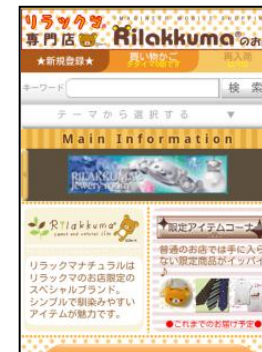 リラックマ
専門店 Rilakkuma®のお
★新規登録★ 買い物かご 再入荷
キーワード 検 索
テーマから選択する ▼
Main Information
RILAKKUMA
Jewery room
Rilakkuma®
限定アイテムコーナー
リラックマナチュラルは
リラックマのお店限定の
スペシャルブランド。
シンプルで馴染みやすい
アイテムが魅力です。
普通のお店では手に入ら
ない限定商品がイッパイ
♪
●これまでのお届け予定●